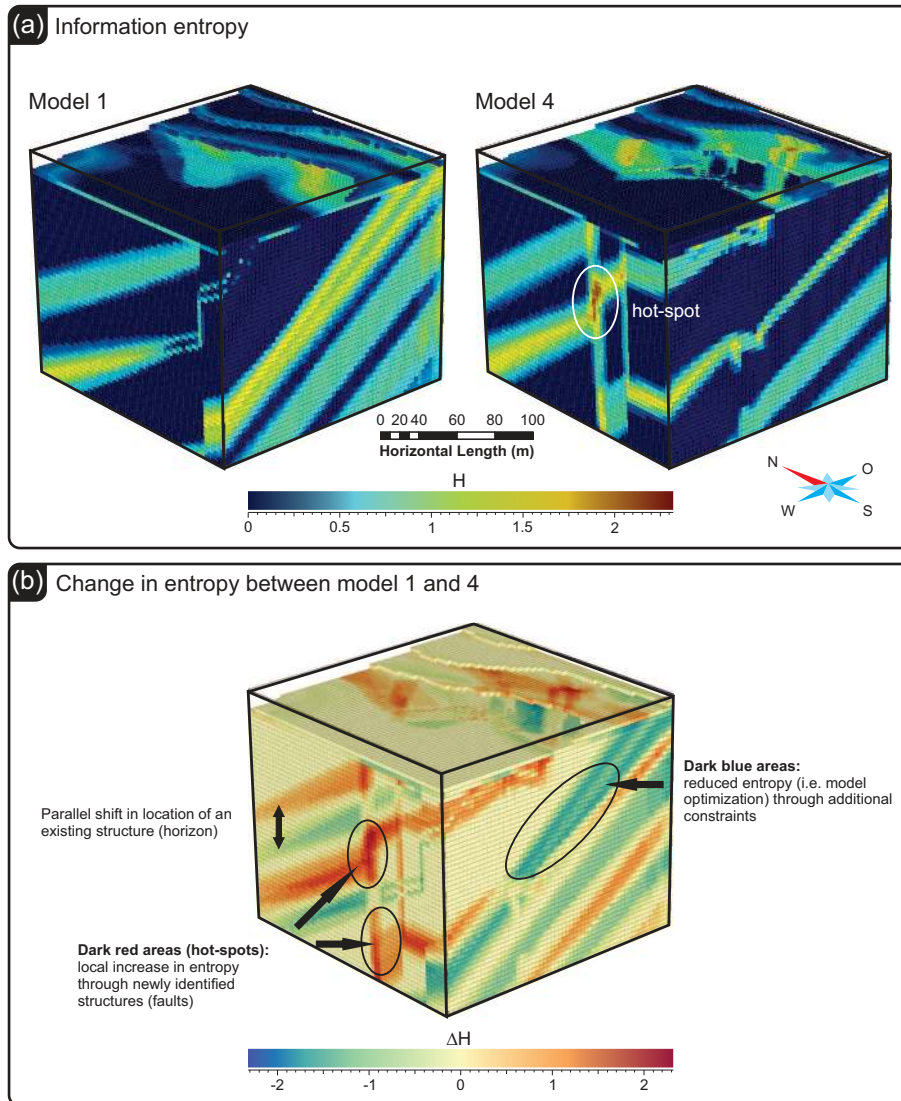 (a) Information entropy
Model 1
Model 4
hot-spot
0 20 40 60 80 100
Horizontal Length (m)
H
0 0.5 1 1.5 2
N
O
W
S
(b) Change in entropy between model 1 and 4
Dark blue areas:
reduced entropy (i.e. model
optimization) through additional
constraints
Parallel shift in location of an
existing structure (horizon)
Dark red areas (hot-spots):
local increase in entropy
through newly identified
structures (faults)
ΔH
-2 -1 0 1 2